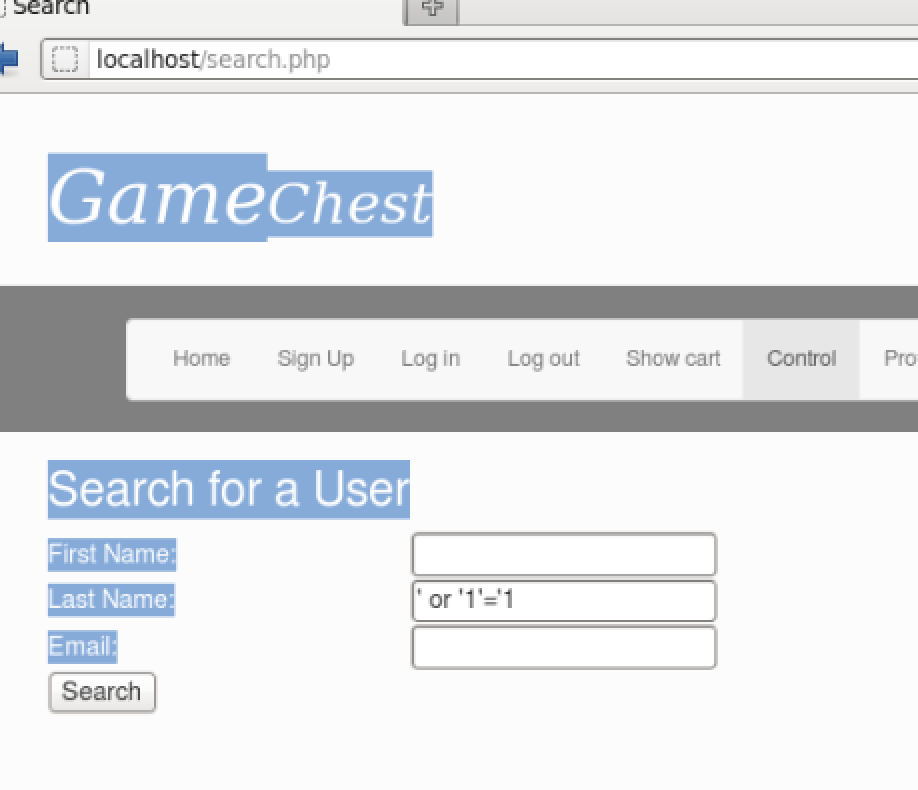 Search
localhost/search.php
GameChest
Home Sign Up Log in Log out Show cart Control Pro
Search for a User
First Name:
Last Name: ' or '1'='1
Email:
Search